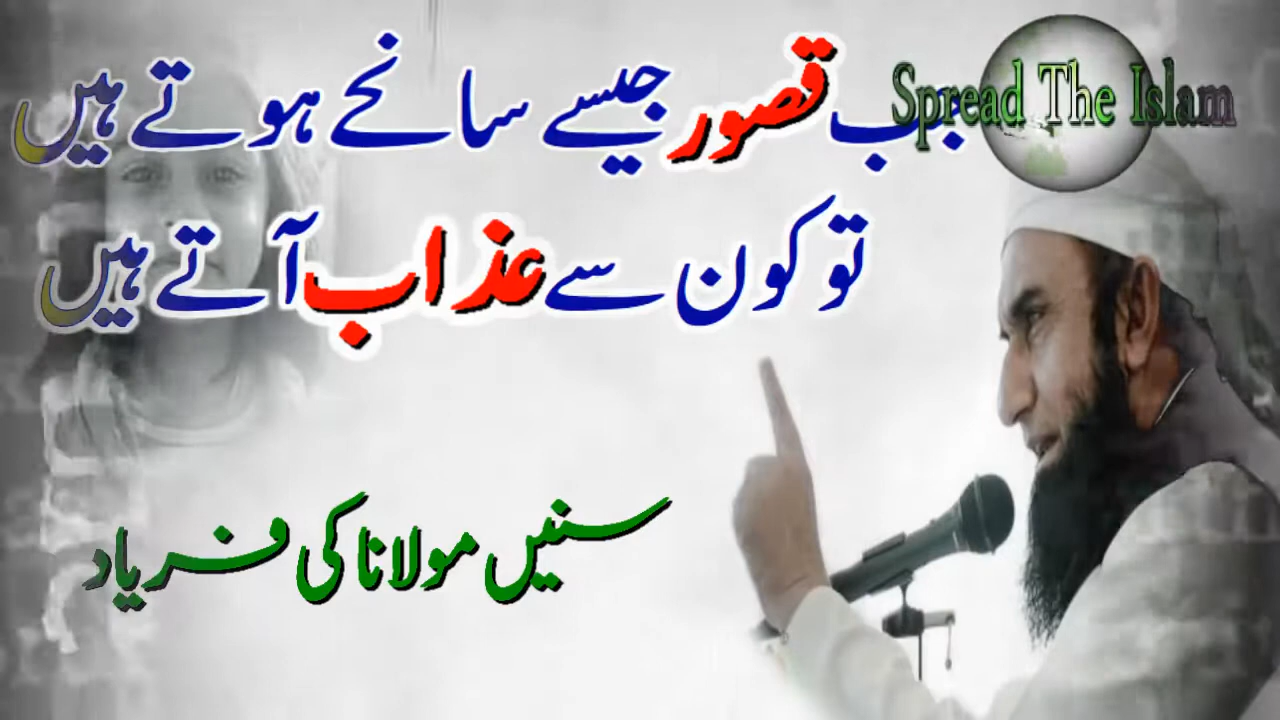 Spread The Islam
جب قصور جیسے سانحے ہوتے ہیں
تو کون سے عذاب آتے ہیں
سنیں مولانا کی فریاد